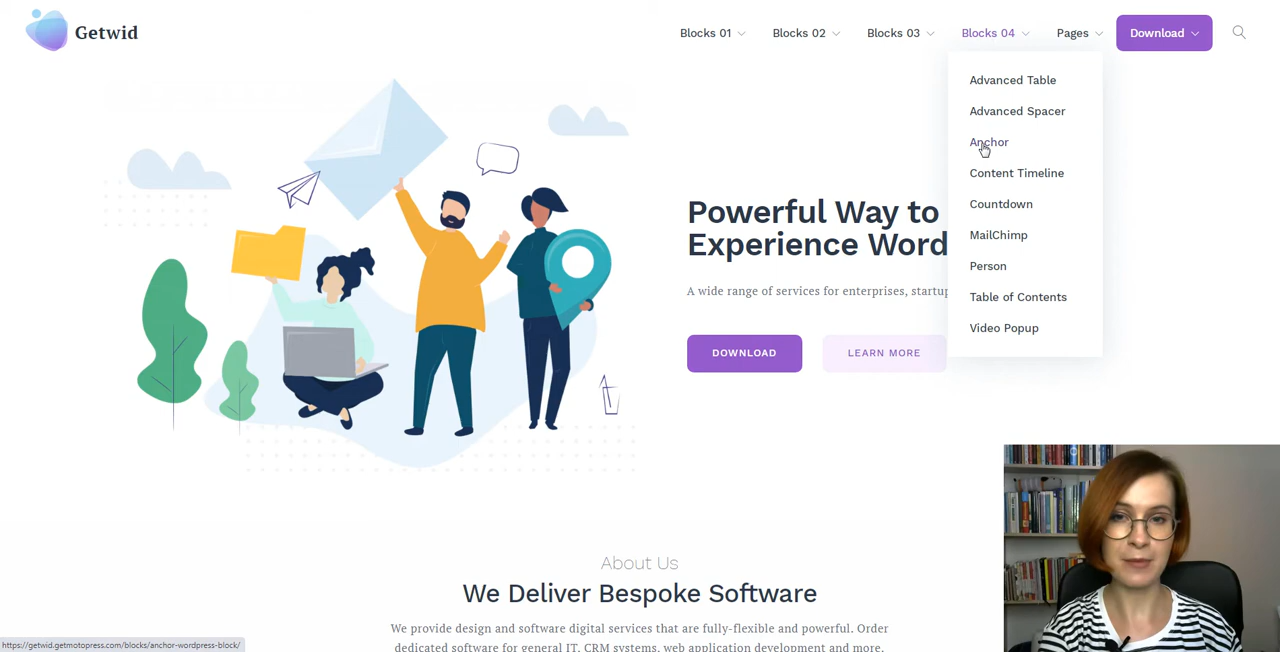 Getwid
Blocks 01
Blocks 02
Blocks 03
Blocks 04
Pages
Download
Advanced Table
Advanced Spacer
Anchor
Content Timeline
Countdown
MailChimp
Person
Table of Contents
Video Popup
Powerful Way to
Experience Word
A wide range of services for enterprises, startup
DOWNLOAD
LEARN MORE
About Us
We Deliver Bespoke Software
We provide design and software digital services that are fully-flexible and powerful. Order
dedicated software for general IT, CRM systems, web application development and more.
https://getwid.getmotopress.com/blocks/anchor-wordpress-block/